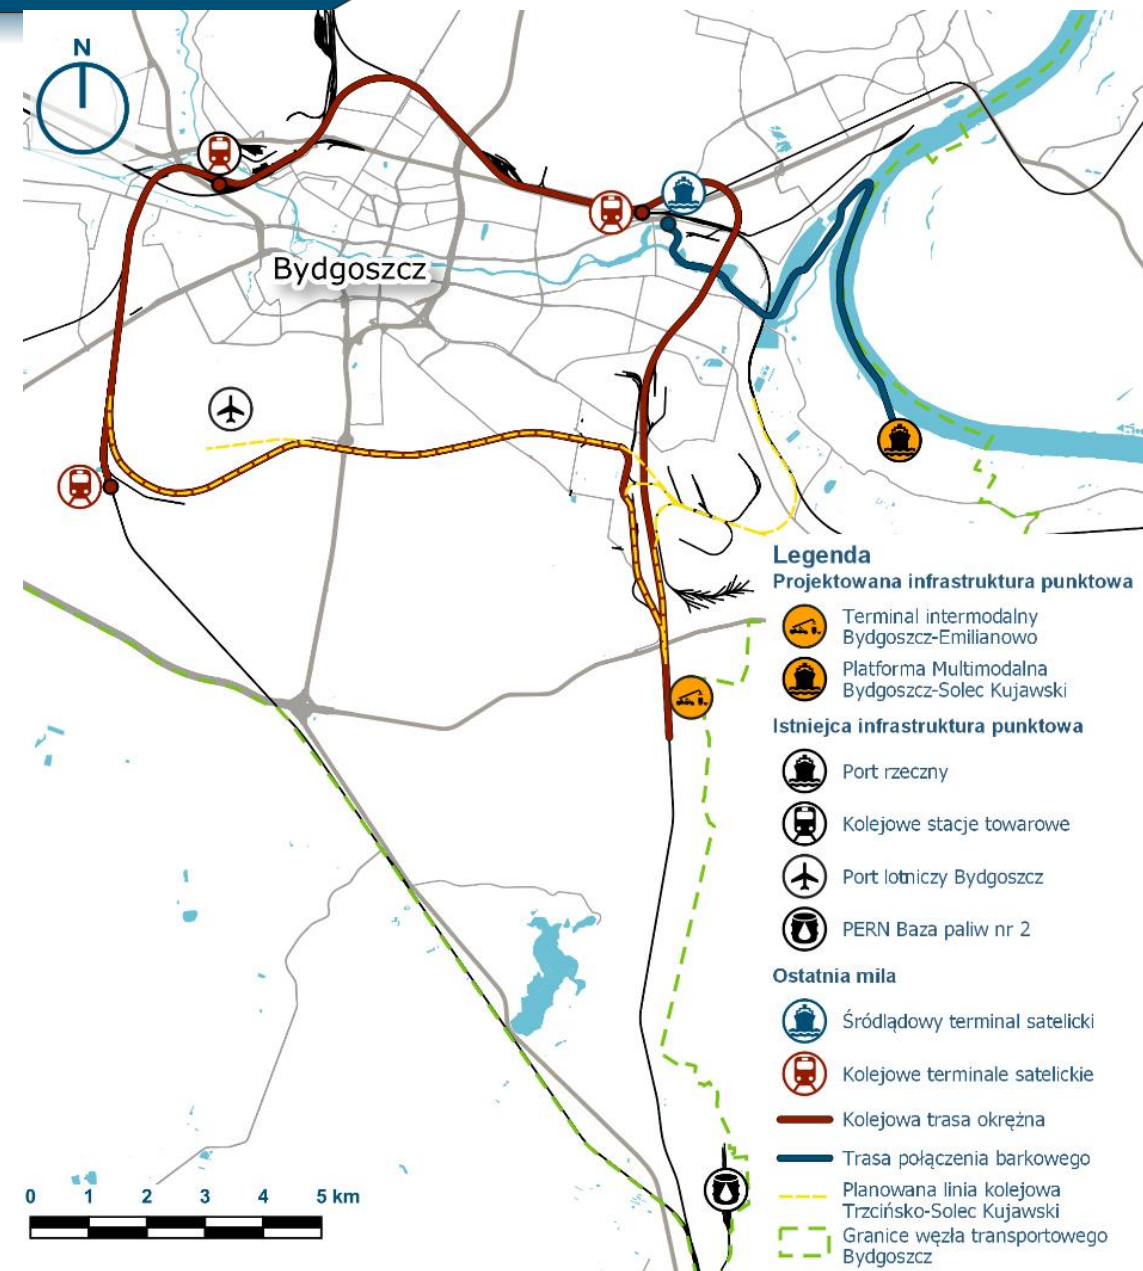 N
Bydgoszcz
Legenda
Projektowana infrastruktura punktowa
Terminal intermodalny
Bydgoszcz-Emilianowo
Platforma Multimodalna
Bydgoszcz-Solec Kujawski
Istniejca infrastruktura punktowa
Port rzeczny
Kolejowe stacje towarowe
Port lotniczy Bydgoszcz
PERN Baza paliw nr 2
Ostatnia mila
Śródlądowy terminal satelicki
Kolejowe terminale satelickie
Kolejowa trasa okrężna
Trasa połączenia barkowego
Planowana linia kolejowa
Trzcińsko-Solec Kujawski
Granice węzła transportowego
Bydgoszcz
0 1 2 3 4 5 km